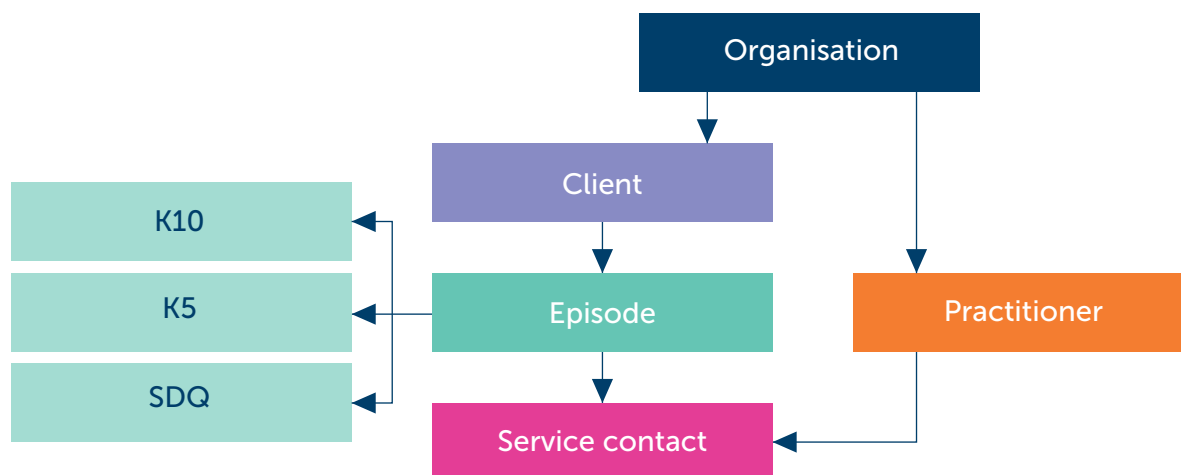 Organisation
Client
K10
K5
Episode
Practitioner
SDQ
Service contact